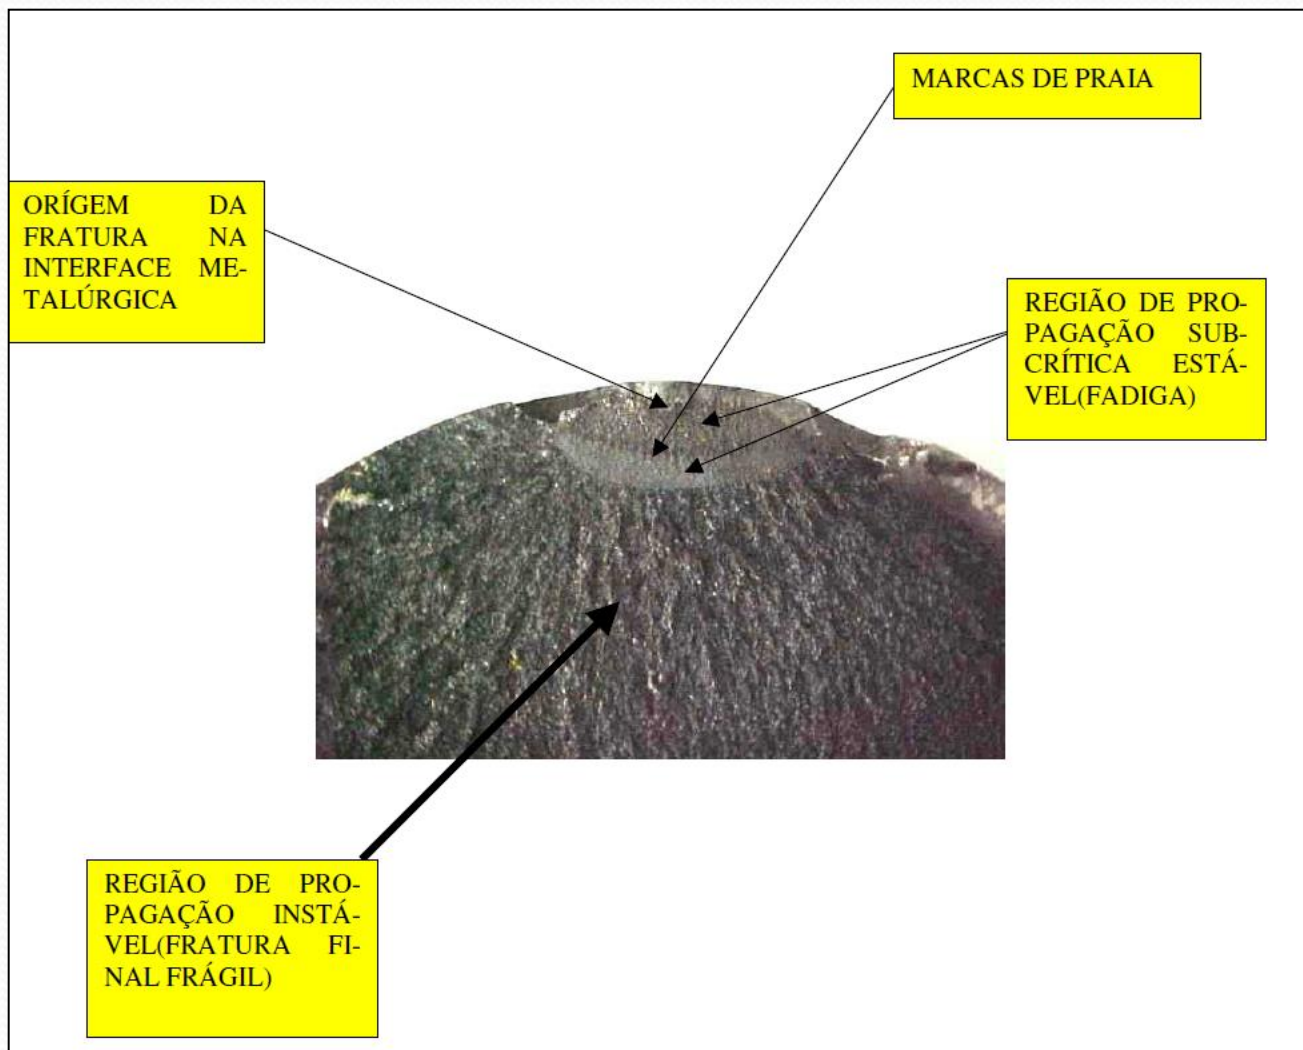 MARCAS DE PRAIA
ORÍGEM DA
FRATURA NA
INTERFACE ME-
TALÚRGICA
REGIÃO DE PRO-
PAGAÇÃO SUB-
CRÍTICA ESTÁ-
VEL(FADIGA)
REGIÃO DE PRO-
PAGAÇÃO INSTÁ-
VEL(FRATURA FI-
NAL FRÁGIL)